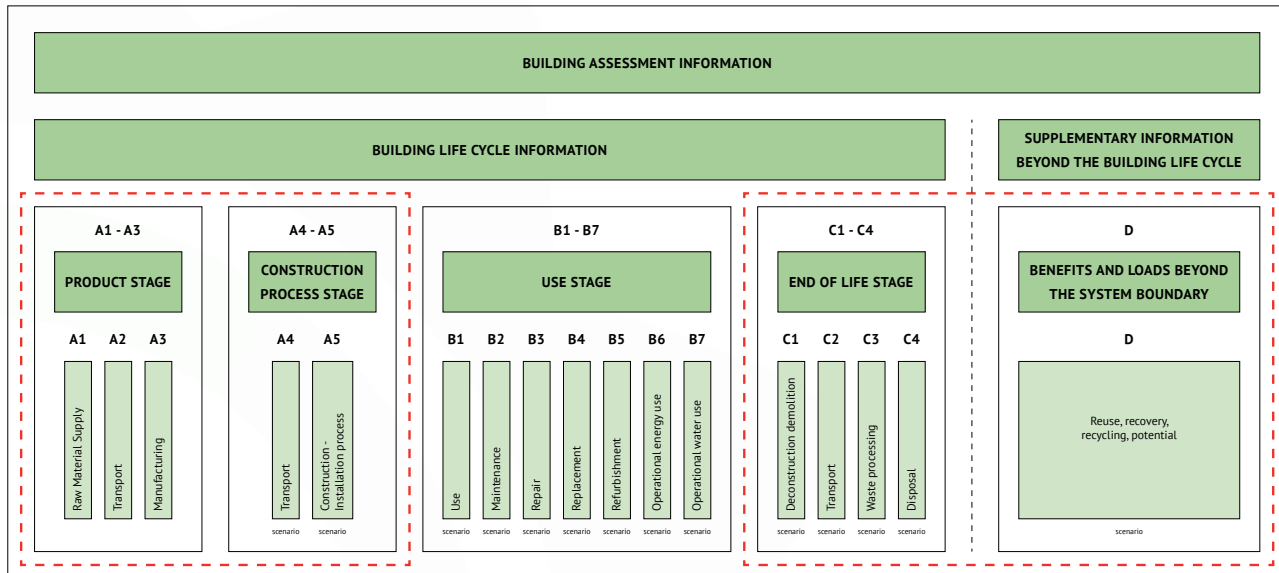 BUILDING ASSESSMENT INFORMATION
BUILDING LIFE CYCLE INFORMATION
SUPPLEMENTARY INFORMATION
BEYOND THE BUILDING LIFE CYCLE
A1 - A3
PRODUCT STAGE
A1
A2
A3
Raw Material Supply
Transport
Manufacturing
A4 - A5
CONSTRUCTION
PROCESS STAGE
A4
A5
Transport
Construction -
Installation process
scenario
scenario
B1 - B7
USE STAGE
B1
B2
B3
B4
B5
B6
B7
Use
Maintenance
Repair
Replacement
Refurbishment
Operational energy use
Operational water use
scenario
scenario
scenario
scenario
scenario
scenario
scenario
C1 - C4
END OF LIFE STAGE
C1
C2
C3
C4
Deconstruction demolition
Transport
Waste processing
Disposal
scenario
scenario
scenario
scenario
D
BENEFITS AND LOADS BEYOND
THE SYSTEM BOUNDARY
D
Reuse, recovery,
recycling, potential
scenario